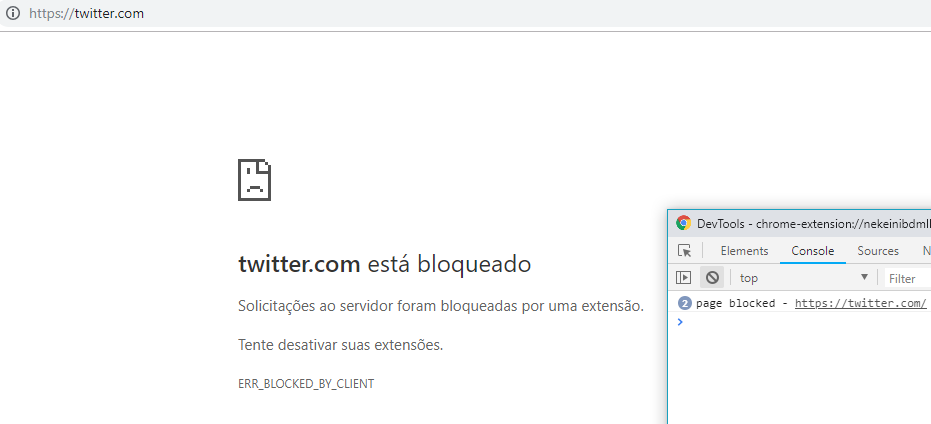 https://twitter.com
twitter.com está bloqueado
Solicitações ao servidor foram bloqueadas por uma extensão.
Tente desativar suas extensões.
ERR_BLOCKED_BY_CLIENT
DevTools - chrome-extension://nekeinibdmll
Elements Console Sources N
top ▼ Filter
2 page blocked - https://twitter.com/